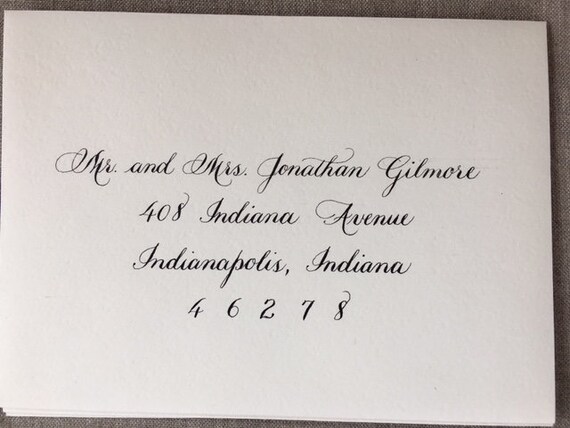 Mr. and Mrs. Jonathan Gilmore
408 Indiana Avenue
Indianapolis, Indiana
4 6 2 7 8